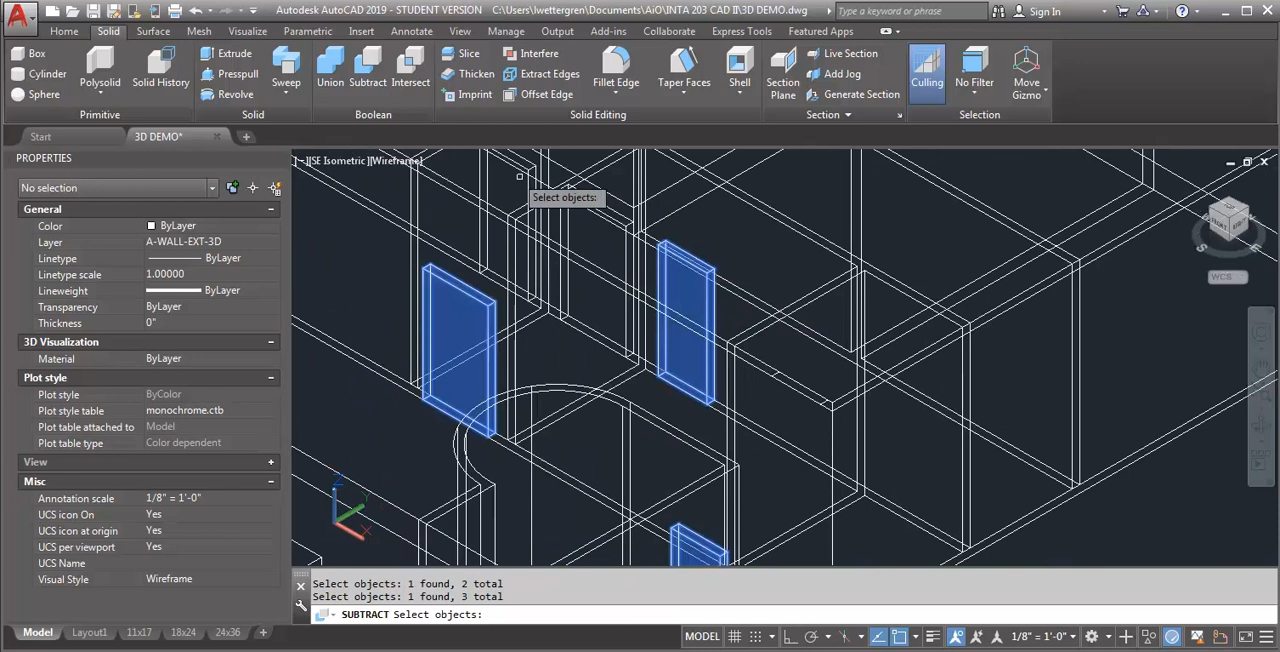 Autodesk AutoCAD 2019 - STUDENT VERSION C:\Users\lwettergren\Documents\AiO\INTA 203 CAD II\3D DEMO.dwg Type a keyword or phrase Sign In
Home Solid Surface Mesh Visualize Parametric Insert Annotate View Manage Output Add-ins Collaborate Express Tools Featured Apps
Box Extrude Slice Interfere Live Section
Cylinder Polysolid Solid History Presspull Sweep Union Subtract Intersect Thicken Extract Edges Fillet Edge Taper Faces Shell Section Plane Add Jog Culling No Filter Move Gizmo
Sphere Revolve Imprint Offset Edge Generate Section
Primitive Solid Boolean Solid Editing Section Selection
Start 3D DEMO*
PROPERTIES [−][SE Isometric][Wireframe]
No selection
Select objects:
General
Color ByLayer
Layer A-WALL-EXT-3D
Linetype ByLayer
Linetype scale 1.00000
Lineweight ByLayer
Transparency ByLayer
Thickness 0"
3D Visualization
Material ByLayer
Plot style
Plot style ByColor
Plot style table monochrome.ctb
Plot table attached to Model
Plot table type Color dependent
View
Misc
Annotation scale 1/8" = 1'-0"
UCS icon On Yes
UCS icon at origin Yes
UCS per viewport Yes
UCS Name
Visual Style Wireframe
S E
WCS
Z
Y
X
Select objects: 1 found, 2 total
Select objects: 1 found, 3 total
SUBTRACT Select objects:
Model Layout1 11x17 18x24 24x36 MODEL 1/8" = 1'-0"